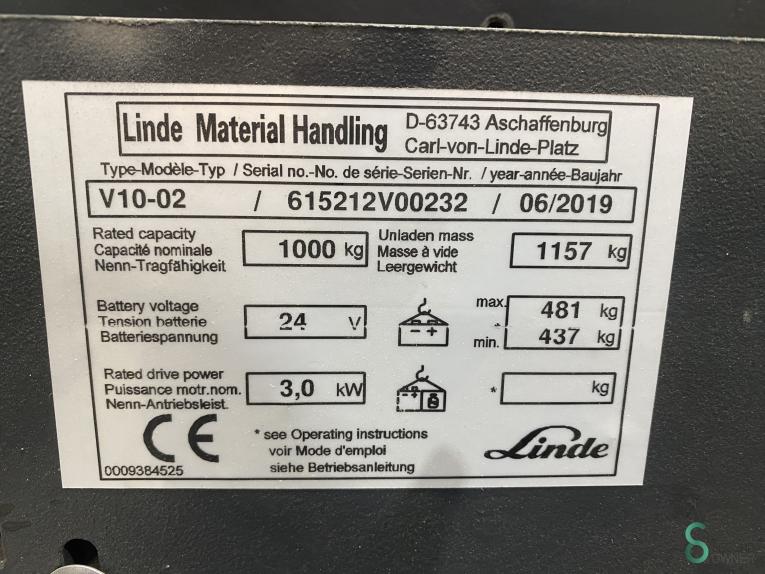 Linde Material Handling
D-63743 Aschaffenburg
Carl-von-Linde-Platz
Type-Modèle-Typ / Serial no.-No. de série-Serien-Nr. / year-année-Baujahr
V10-02 / 615212V00232 / 06/2019
Rated capacity
Capacité nominale
Nenn-Tragfähigkeit
1000 kg
Unladen mass
Masse à vide
Leergewicht
1157 kg
Battery voltage
Tension batterie
Batteriespannung
24 V
- +
max. 481 kg
min. 437 kg
Rated drive power
Puissance motr.nom.
Nenn-Antriebsleist.
3,0 kW
- +
* kg
CE
0009384525
* see Operating instructions
voir Mode d'emploi
siehe Betriebsanleitung
Linde
OWNER